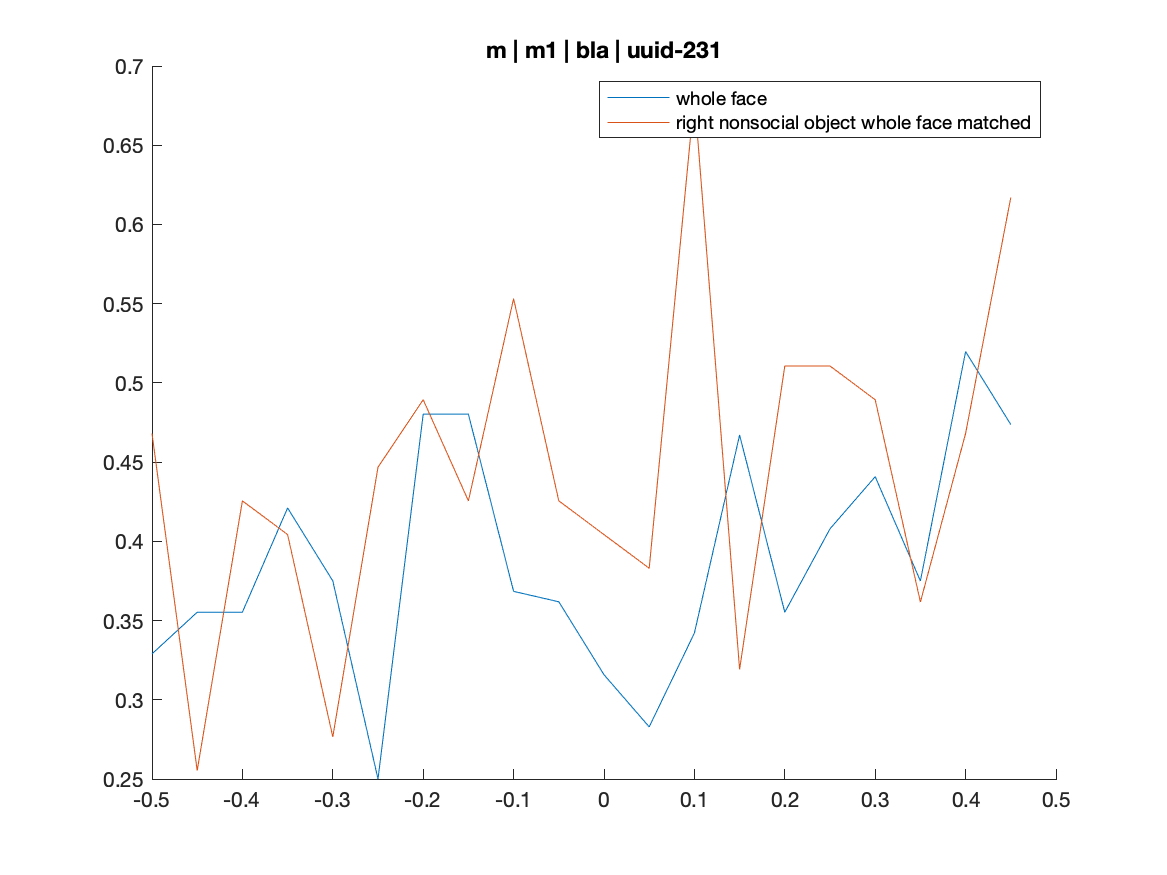 m | m1 | bla | uuid-231
0.7
whole face
right nonsocial object whole face matched
0.65
0.6
0.55
0.5
0.45
0.4
0.35
0.3
0.25
-0.5 -0.4 -0.3 -0.2 -0.1 0 0.1 0.2 0.3 0.4 0.5